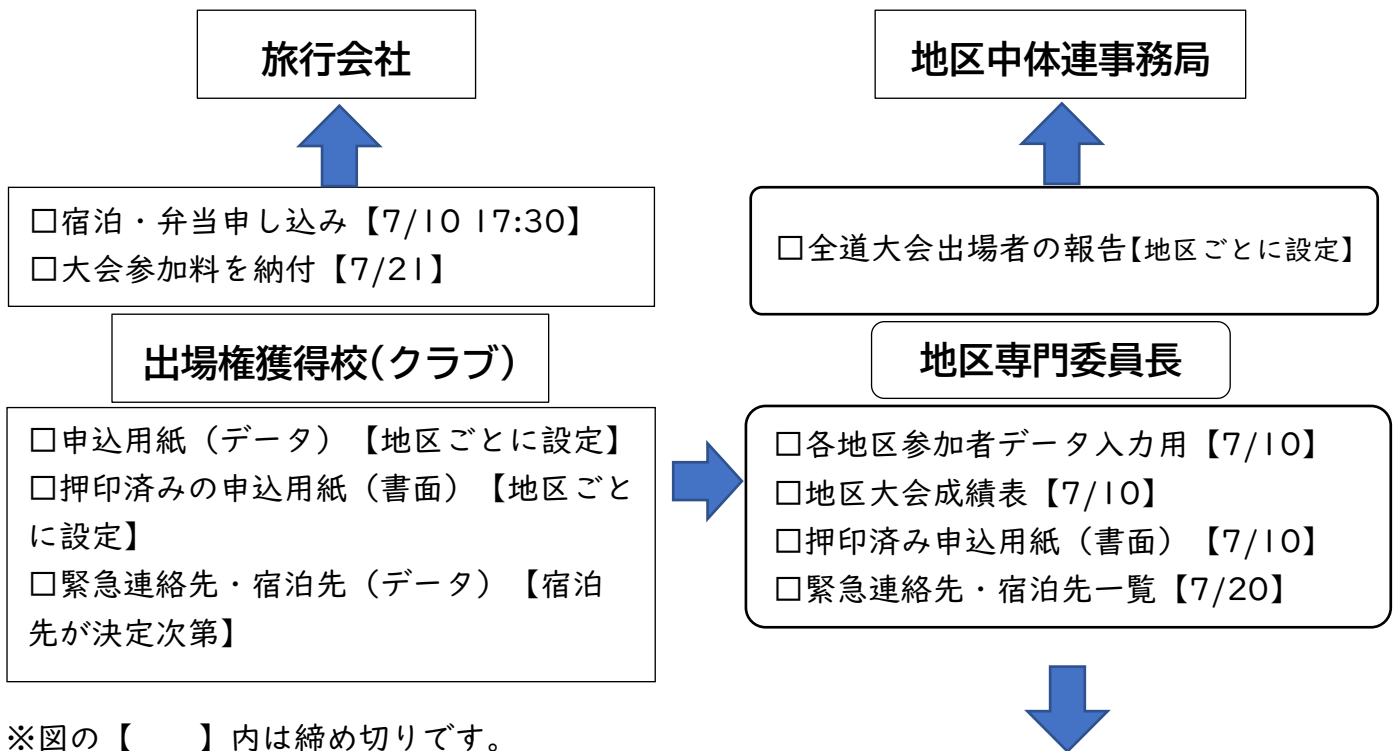 旅行会社
地区中体連事務局
□宿泊・弁当申し込み【7/10 17:30】
□大会参加料を納付【7/21】
□全道大会出場者の報告【地区ごとに設定】
出場権獲得校(クラブ)
地区専門委員長
□申込用紙（データ）【地区ごとに設定】
□押印済みの申込用紙（書面）【地区ごと
に設定】
□緊急連絡先・宿泊先（データ）【宿泊
先が決定次第】
□各地区参加者データ入力用【7/10】
□地区大会成績表【7/10】
□押印済み申込用紙（書面）【7/10】
□緊急連絡先・宿泊先一覧【7/20】
※図の【　　】内は締め切りです。